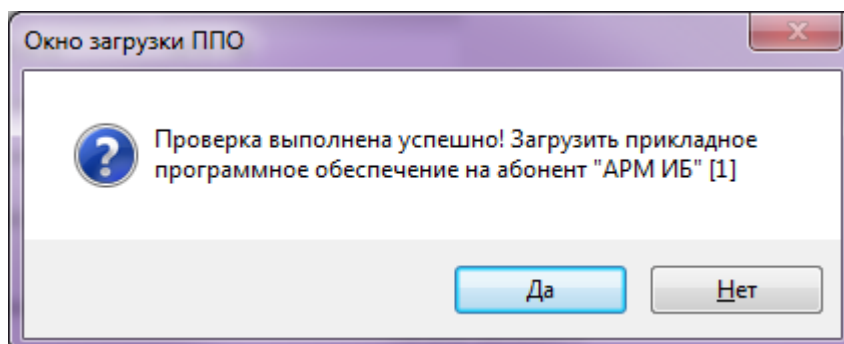 Окно загрузки ППО
Проверка выполнена успешно! Загрузить прикладное
программное обеспечение на абонент "АРМ ИБ" [1]
Да
Нет